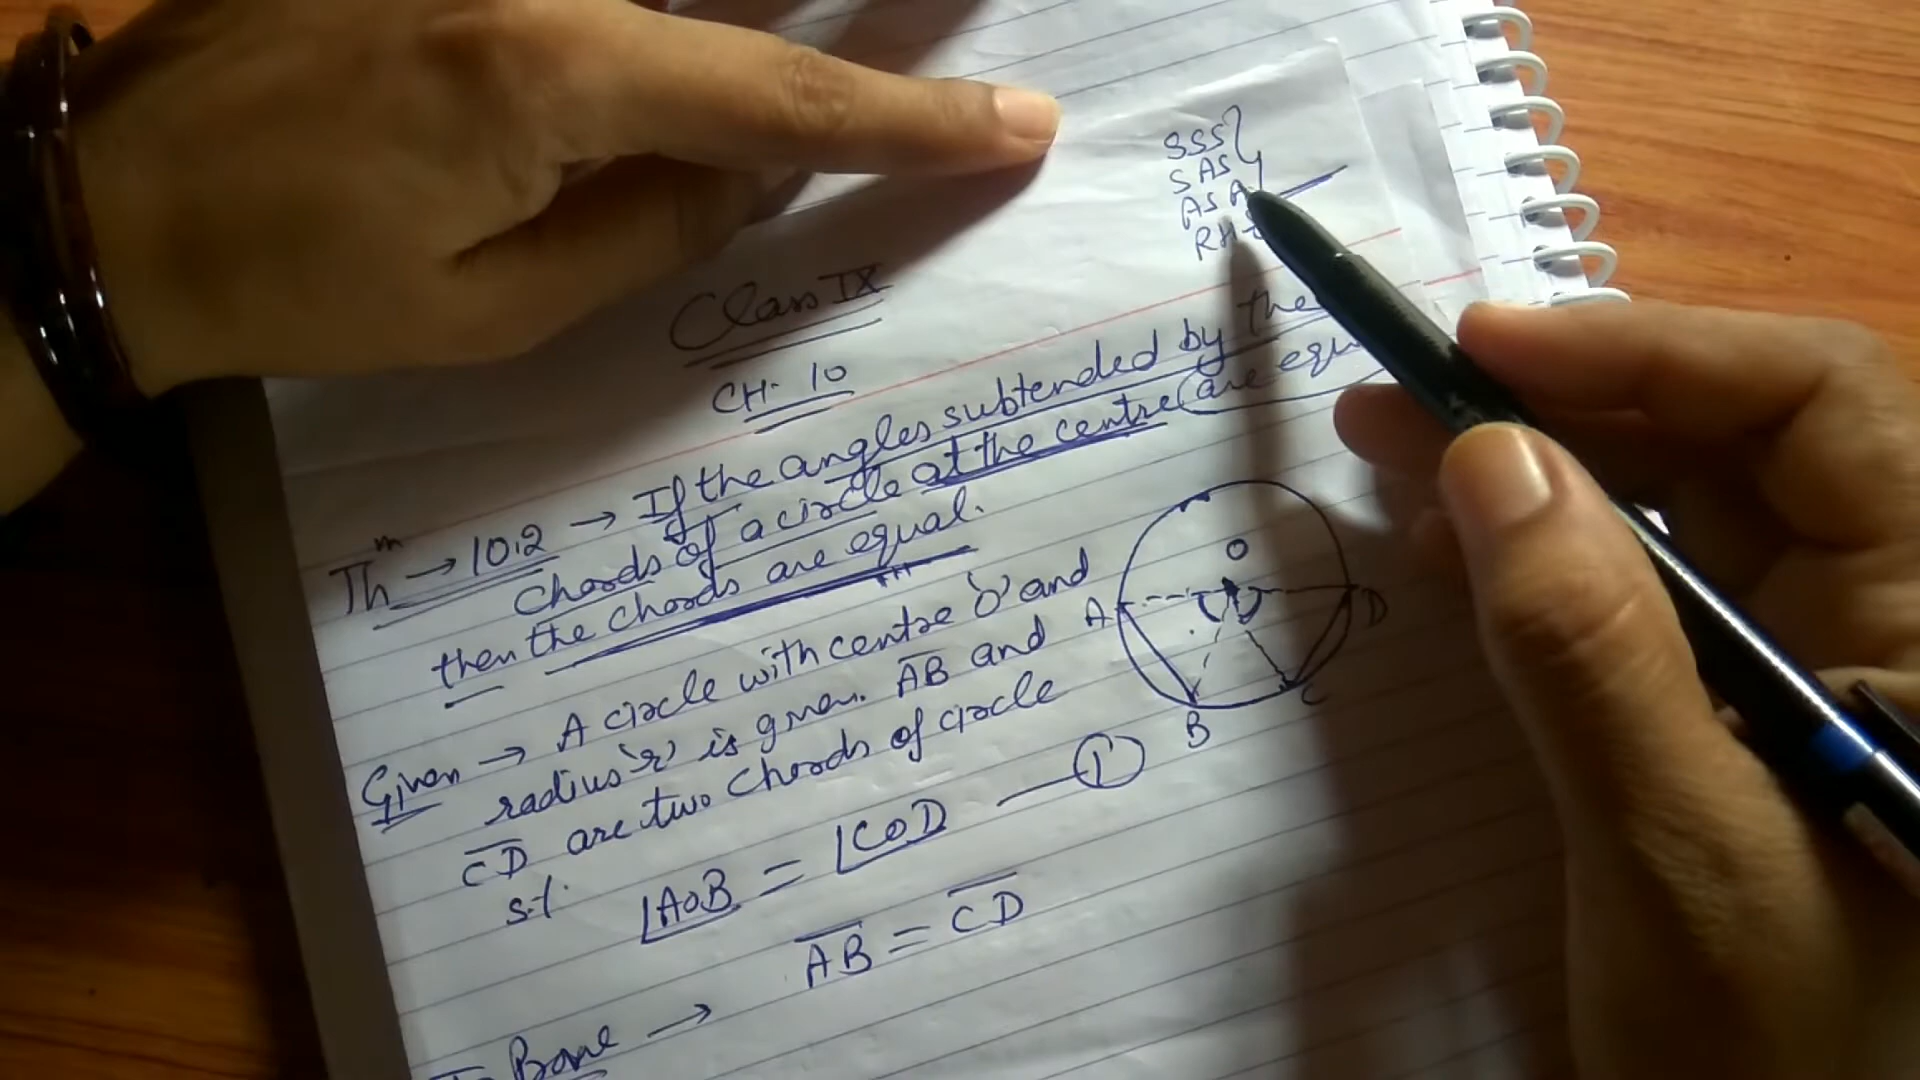 SSS
SAS
ASA
RHS
Class IX
CH- 10
Thm → 10.2 → If the angles subtended by the
chords of a circle at the centre are equ
then the chords are equal.
Given → A circle with centre 'O' and
radius 'r' is given. AB and
CD are two chords of circle
s.t. ∠AOB = ∠COD — 1
AB = CD
To Prove →
O
A
D
B
C